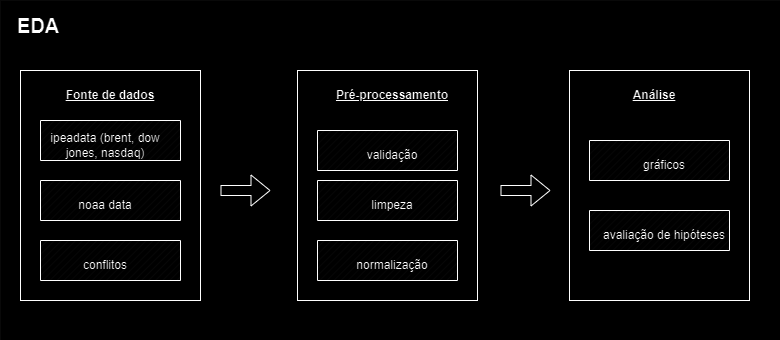 EDA
Fonte de dados
ipeadata (brent, dow
jones, nasdaq)
noaa data
conflitos
Pré-processamento
validação
limpeza
normalização
Análise
gráficos
avaliação de hipóteses